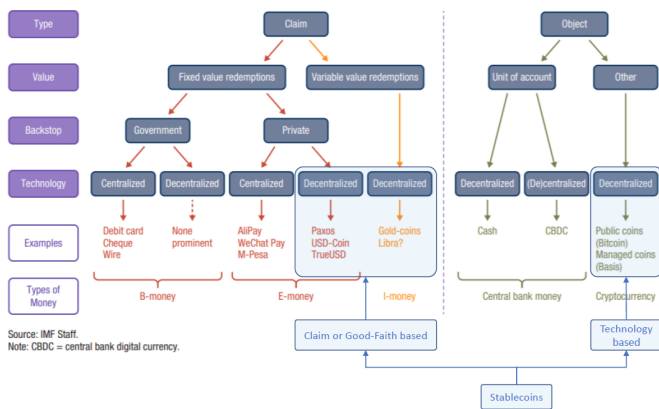 Type
Claim
Object
Value
Fixed value redemptions
Variable value redemptions
Unit of account
Other
Backstop
Government
Private
Technology
Centralized
Decentralized
Centralized
Decentralized
Decentralized
Decentralized
(De)centralized
Decentralized
Examples
Debit card
Cheque
Wire
None
prominent
AliPay
WeChat Pay
M-Pesa
Paxos
USD-Coin
TrueUSD
Gold-coins
Libra?
Cash
CBDC
Public coins
(Bitcoin)
Managed coins
(Basis)
Types of
Money
B-money
E-money
I-money
Central bank money
Cryptocurrency
Source: IMF Staff.
Note: CBDC = central bank digital currency.
Claim or Good-Faith based
Technology
based
Stablecoins